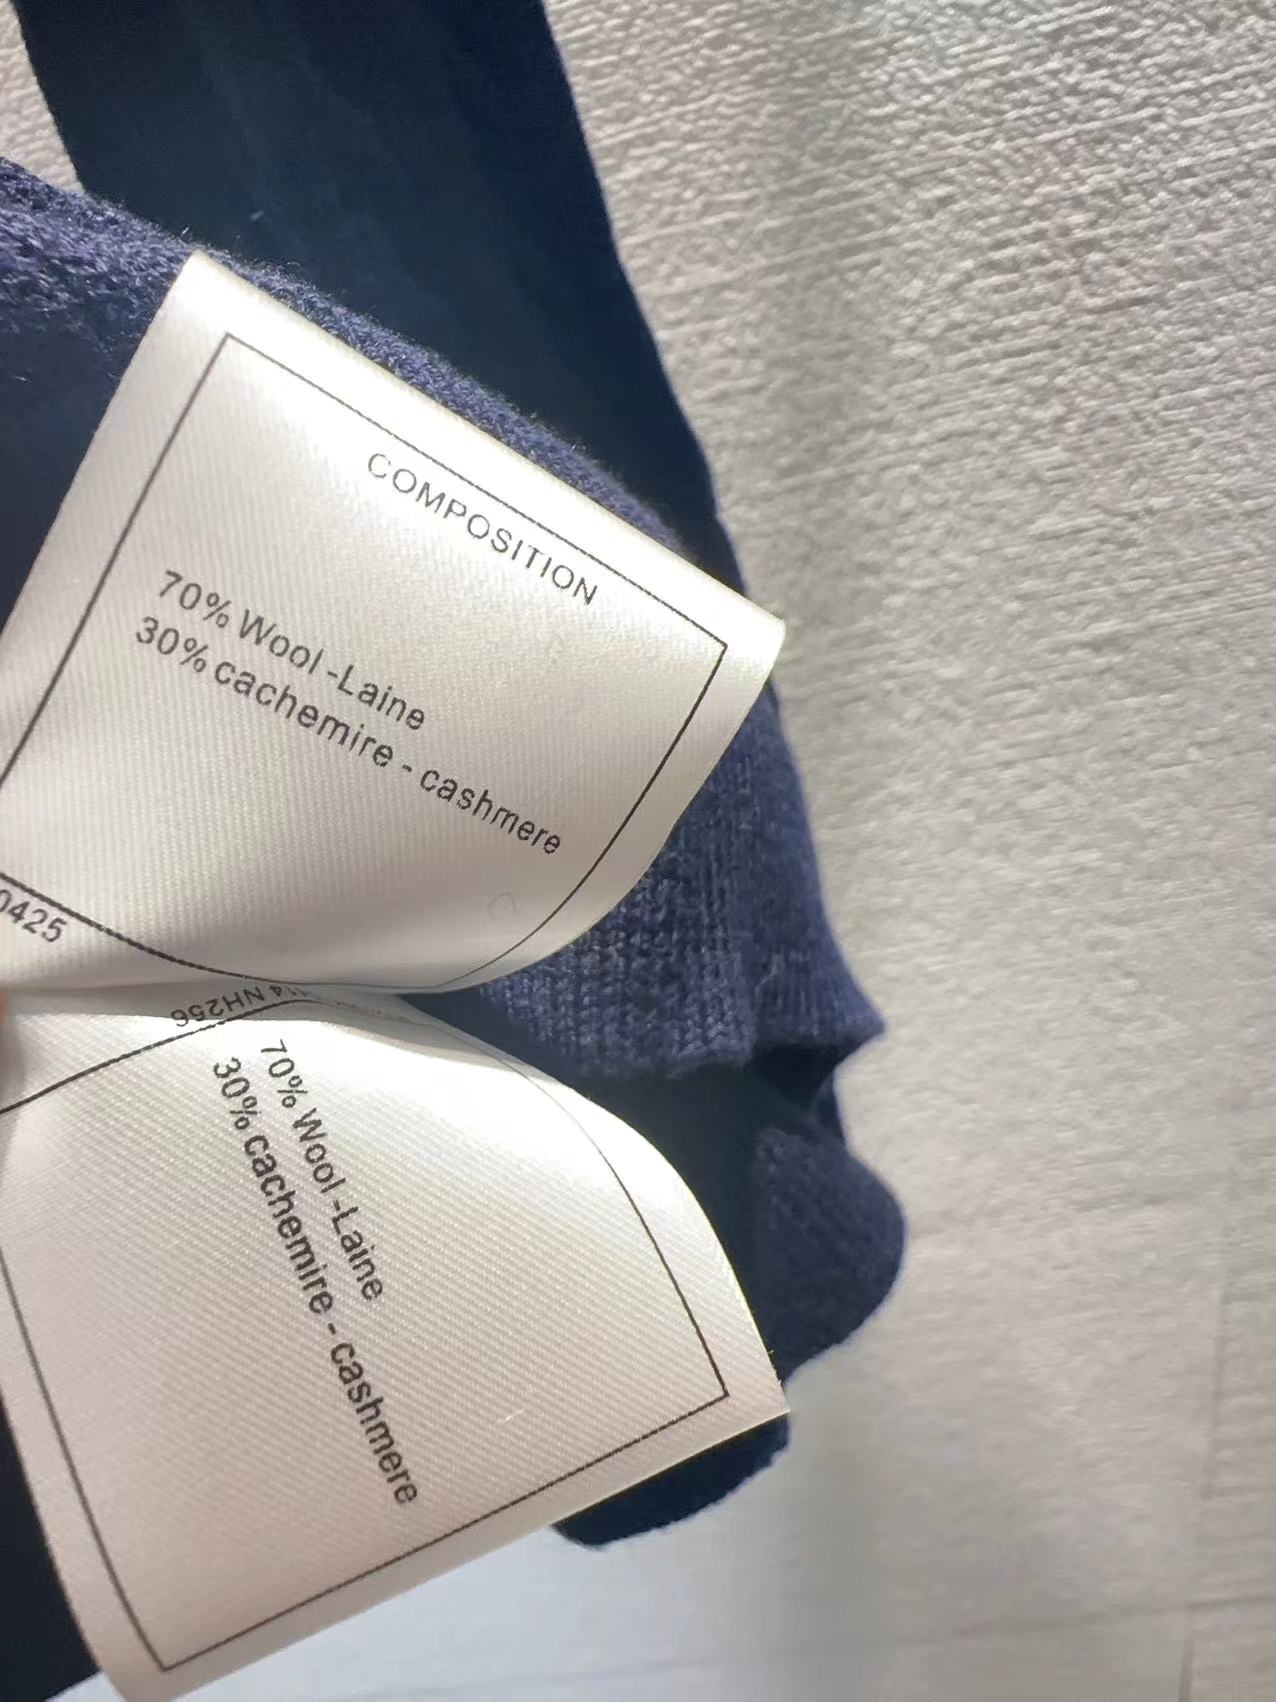 COMPOSITION
70% Wool -Laine
30% cachemire - cashmere
0425
NH256
70% Wool -Laine
30% cachemire - cashmere